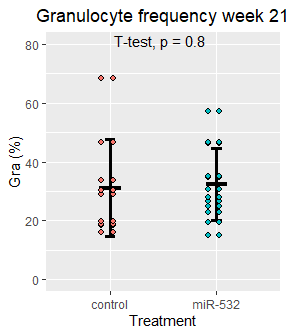 Granulocyte frequency week 21
T-test, p = 0.8
80
60
40
20
0
Gra (%)
control miR-532
Treatment